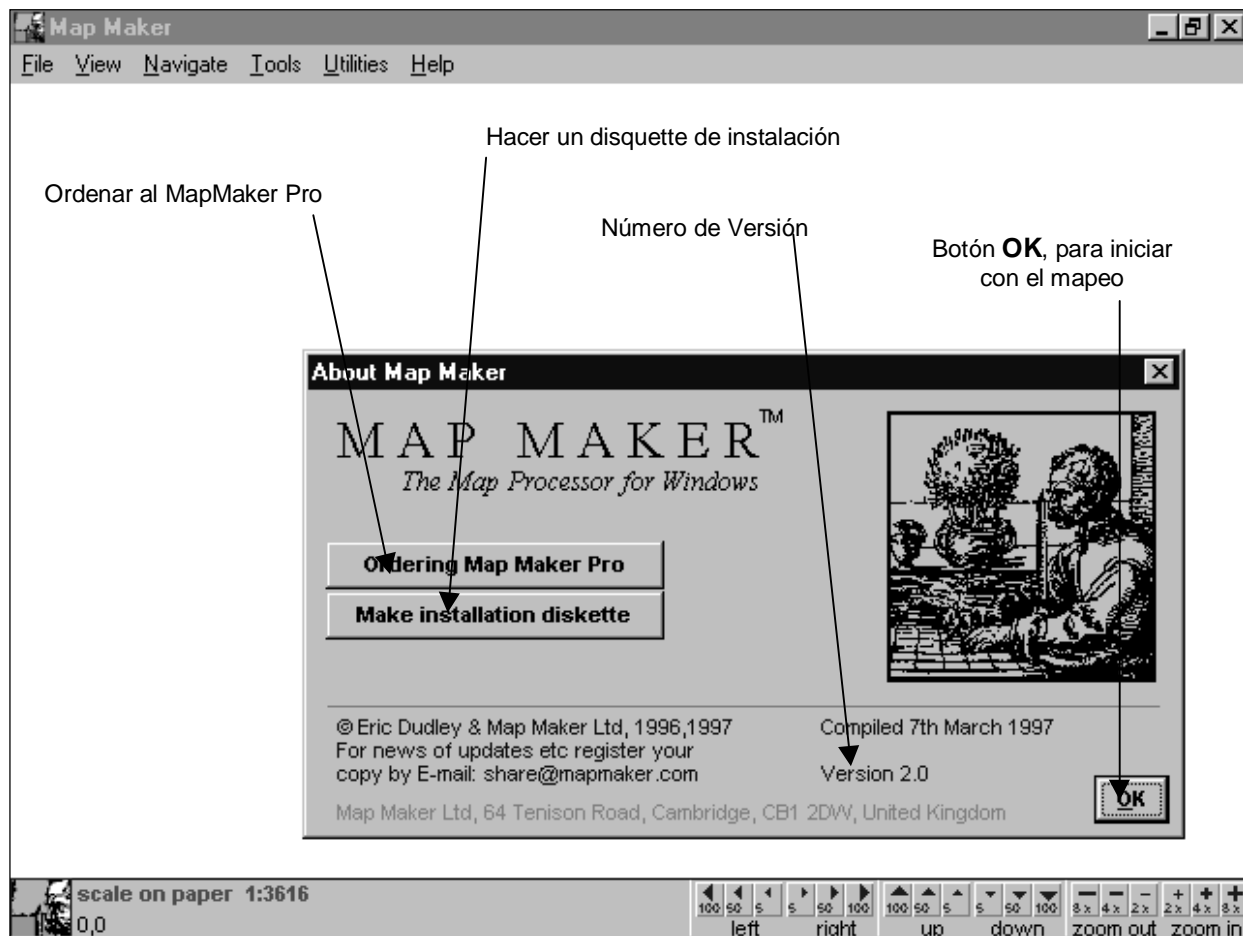 Map Maker
File View Navigate Tools Utilities Help
Hacer un disquette de instalación
Ordenar al MapMaker Pro
Número de Versión
Botón OK, para iniciar
con el mapeo
About Map Maker
MAP MAKER™
The Map Processor for Windows
Ordering Map Maker Pro
Make installation diskette
© Eric Dudley & Map Maker Ltd, 1996,1997
For news of updates etc register your
copy by E-mail: share@mapmaker.com
Compiled 7th March 1997
Version 2.0
OK
Map Maker Ltd, 64 Tenison Road, Cambridge, CB1 2DW, United Kingdom
scale on paper 1:3616
0,0
100 50 5 5 50 100 100 50 5 5 50 100 8x 4x 2x 2x 4x 8x
left right up down zoom out zoom in